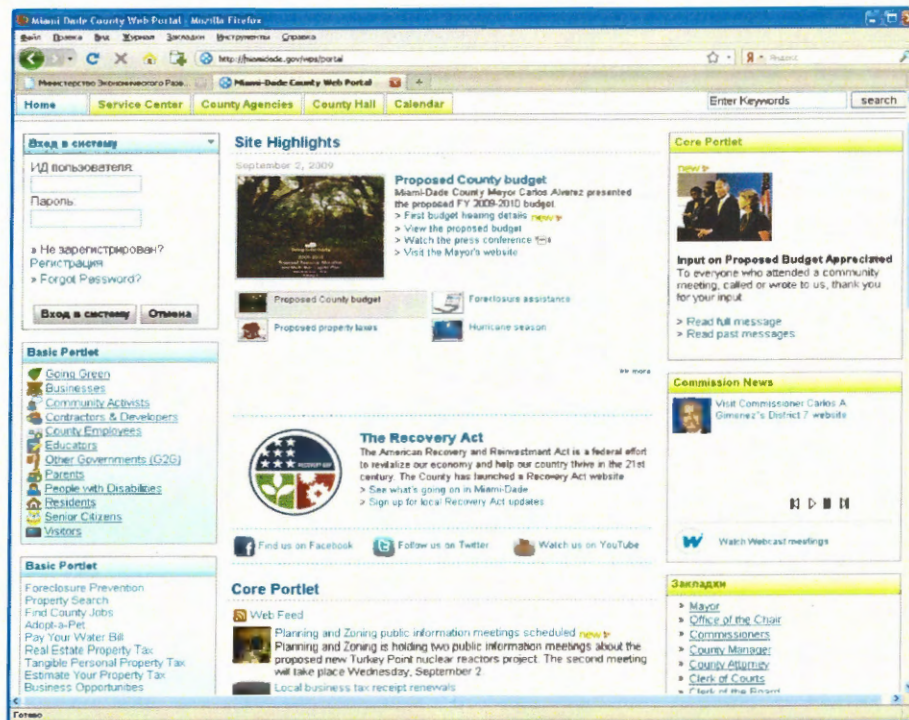 Miami Dade County Web Portal - Mozilla Firefox
Файл Правка Вид Журнал Закладки Инструменты Справка
http://miamidade.gov/wps/portal
Яндекс
Министерство Экономического Разв...
Miami-Dade County Web Portal
Home Service Center County Agencies County Hall Calendar
Enter Keywords search
Вход в систему
ИД пользователя:
Пароль:
» Не зарегистрирован?
Регистрация
» Forgot Password?
Вход в систему Отмена
Basic Portlet
Going Green
Businesses
Community Activists
Contractors & Developers
County Employees
Educators
Other Governments (G2G)
Parents
People with Disabilities
Residents
Senior Citizens
Visitors
Basic Portlet
Foreclosure Prevention
Property Search
Find County Jobs
Adopt-a-Pet
Pay Your Water Bill
Real Estate Property Tax
Tangible Personal Property Tax
Estimate Your Property Tax
Business Opportunities
Site Highlights
September 2, 2009
Proposed County budget
Miami-Dade County Mayor Carlos Alvarez presented
the proposed FY 2009-2010 budget
> First budget hearing details new
> View the proposed budget
> Watch the press conference
> Visit the Mayor's website
Proposed County budget
Foreclosure assistance
Proposed property taxes
Hurricane season
>> more
The Recovery Act
The American Recovery and Reinvestment Act is a federal effort
to revitalize our economy and help our country thrive in the 21st
century. The County has launched a Recovery Act website
> See what's going on in Miami-Dade
> Sign up for local Recovery Act updates
Find us on Facebook
Follow us on Twitter
Watch us on YouTube
Core Portlet
Web Feed
Planning and Zoning public information meetings scheduled new
Planning and Zoning is holding two public information meetings about the
proposed new Turkey Point nuclear reactors project. The second meeting
will take place Wednesday, September 2.
Local business tax receipt renewals
Core Portlet
new
Input on Proposed Budget Appreciated
To everyone who attended a community
meeting, called or wrote to us, thank you
for your input
> Read full message
> Read past messages
Commission News
Visit Commissioner Carlos A
Gimenez's District 7 website
Watch Webcast meetings
Закладки
» Mayor
» Office of the Chair
» Commissioners
» County Manager
» County Attorney
» Clerk of Courts
» Clerk of the Board
Готово